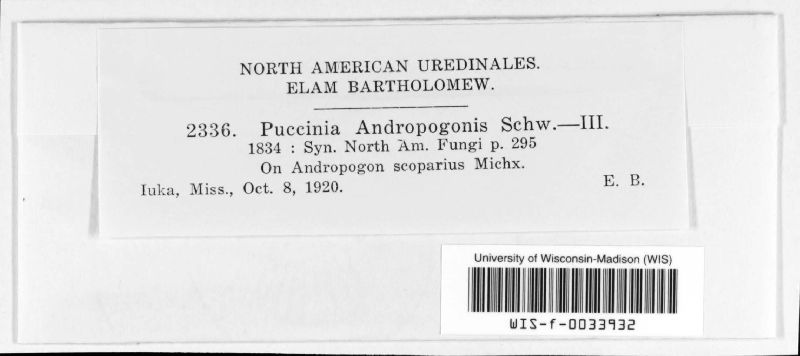 NORTH AMERICAN UREDINALES.
ELAM BARTHOLOMEW.
2336. Puccinia Andropogonis Schw.—III.
1834 : Syn. North Am. Fungi p. 295
On Andropogon scoparius Michx.
Iuka, Miss., Oct. 8, 1920. E. B.
University of Wisconsin-Madison (WIS)
WIS-f-0033932